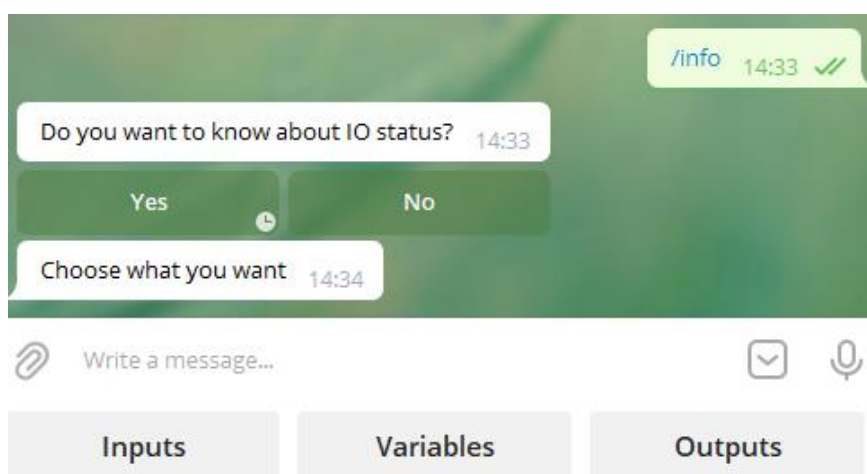 /info 14:33
Do you want to know about IO status? 14:33
Yes No
Choose what you want 14:34
Write a message...
Inputs Variables Outputs